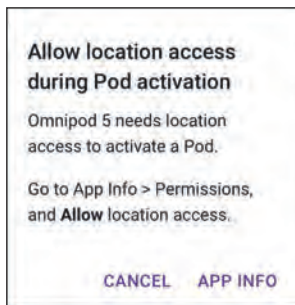 Allow location access
during Pod activation
Omnipod 5 needs location
access to activate a Pod.
Go to App Info > Permissions,
and Allow location access.
CANCEL APP INFO